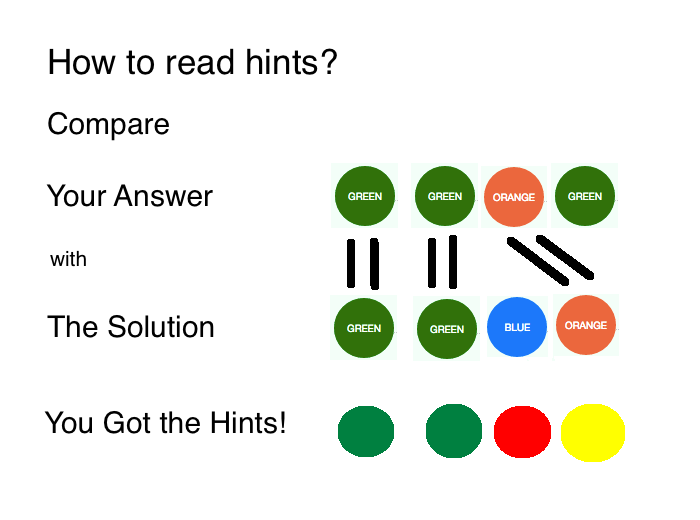 How to read hints?
Compare
Your Answer
GREEN GREEN ORANGE GREEN
with
The Solution
GREEN GREEN BLUE ORANGE
You Got the Hints!